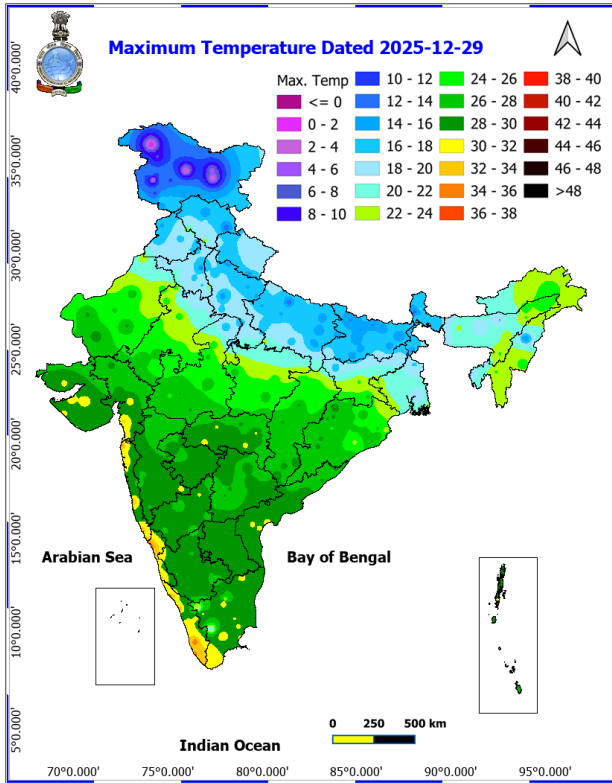 Maximum Temperature Dated 2025-12-29
Max. Temp
<= 0
0 - 2
2 - 4
4 - 6
6 - 8
8 - 10
10 - 12
12 - 14
14 - 16
16 - 18
18 - 20
20 - 22
22 - 24
24 - 26
26 - 28
28 - 30
30 - 32
32 - 34
34 - 36
36 - 38
38 - 40
40 - 42
42 - 44
44 - 46
46 - 48
>48
40°0.000'
35°0.000'
30°0.000'
25°0.000'
20°0.000'
15°0.000'
10°0.000'
5°0.000'
Arabian Sea
Bay of Bengal
Indian Ocean
0 250 500 km
70°0.000' 75°0.000' 80°0.000' 85°0.000' 90°0.000' 95°0.000'